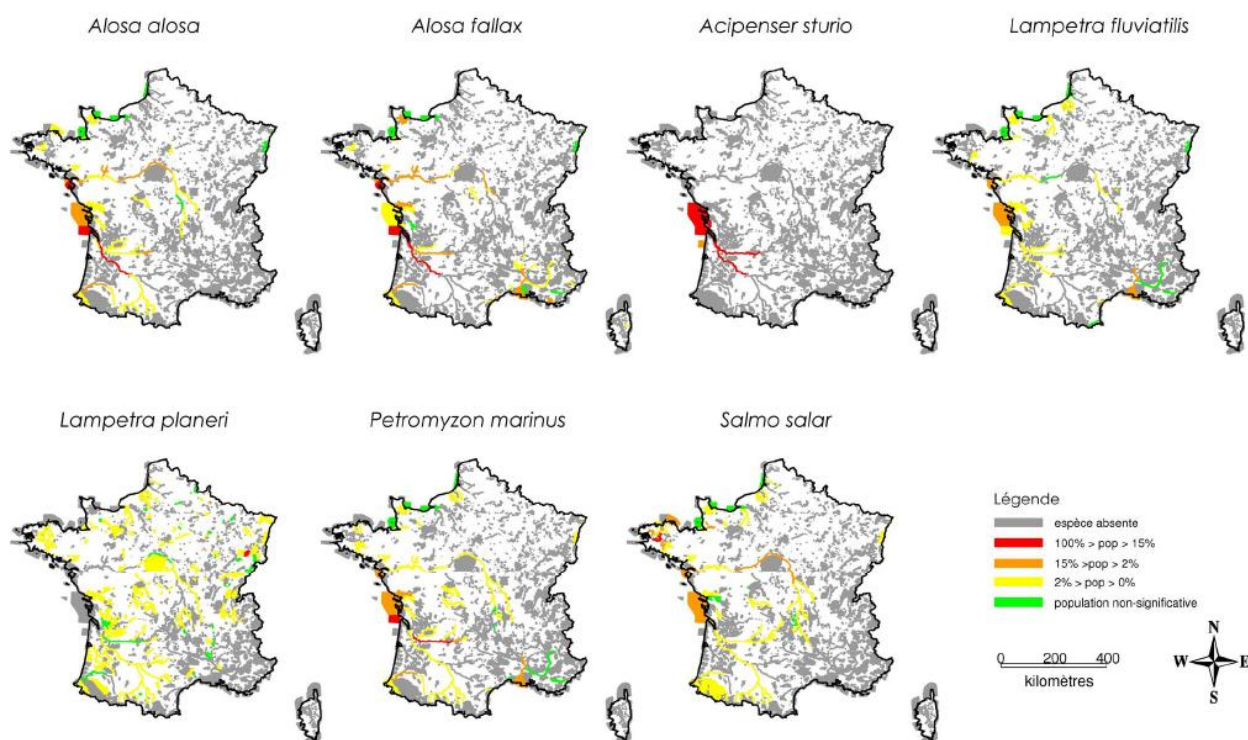 Alosa alosa
Alosa fallax
Acipenser sturio
Lampetra fluviatilis
Lampetra planeri
Petromyzon marinus
Salmo salar
Légende
espèce absente
100% > pop > 15%
15% >pop > 2%
2% > pop > 0%
population non-significative
0 200 400
kilomètres
N
W E
S